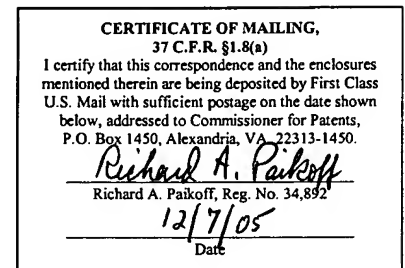 CERTIFICATE OF MAILING,
37 C.F.R. §1.8(a)
I certify that this correspondence and the enclosures
mentioned therein are being deposited by First Class
U.S. Mail with sufficient postage on the date shown
below, addressed to Commissioner for Patents,
P.O. Box 1450, Alexandria, VA 22313-1450.
Richard A. Paikoff
Richard A. Paikoff, Reg. No. 34,892
12/7/05
Date